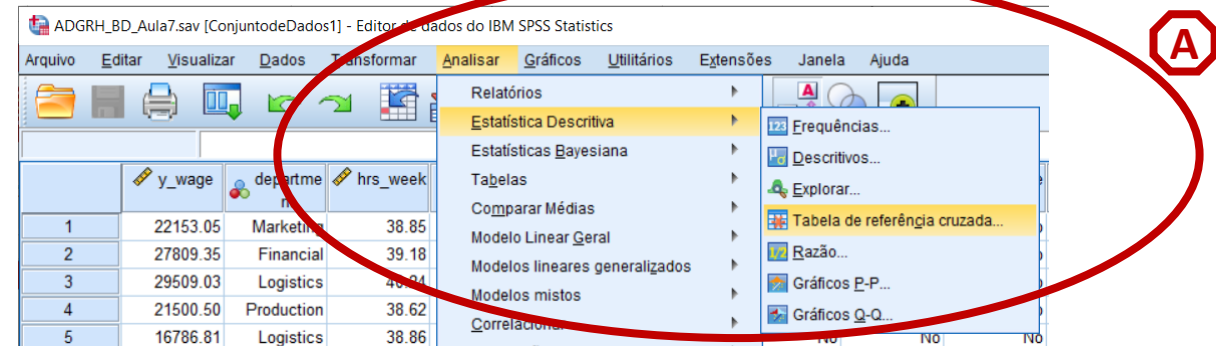 ADGRH_BD_Aula7.sav [ConjuntodeDados1] - Editor de dados do IBM SPSS Statistics
A
Arquivo Editar Visualizar Dados Transformar Analisar Gráficos Utilitários Extensões Janela Ajuda
Relatórios
Estatística Descritiva
Estatísticas Bayesiana
Tabelas
Comparar Médias
Modelo Linear Geral
Modelos lineares generalizados
Modelos mistos
Correlacionar
Frequências...
Descritivos...
Explorar...
Tabela de referência cruzada...
Razão...
Gráficos P-P...
Gráficos Q-Q...
y_wage departme hrs_week
1 22153.05 Marketing 38.85
2 27809.35 Financial 39.18
3 29509.03 Logistics
4 21500.50 Production 38.62
5 16786.81 Logistics 38.86 No No No